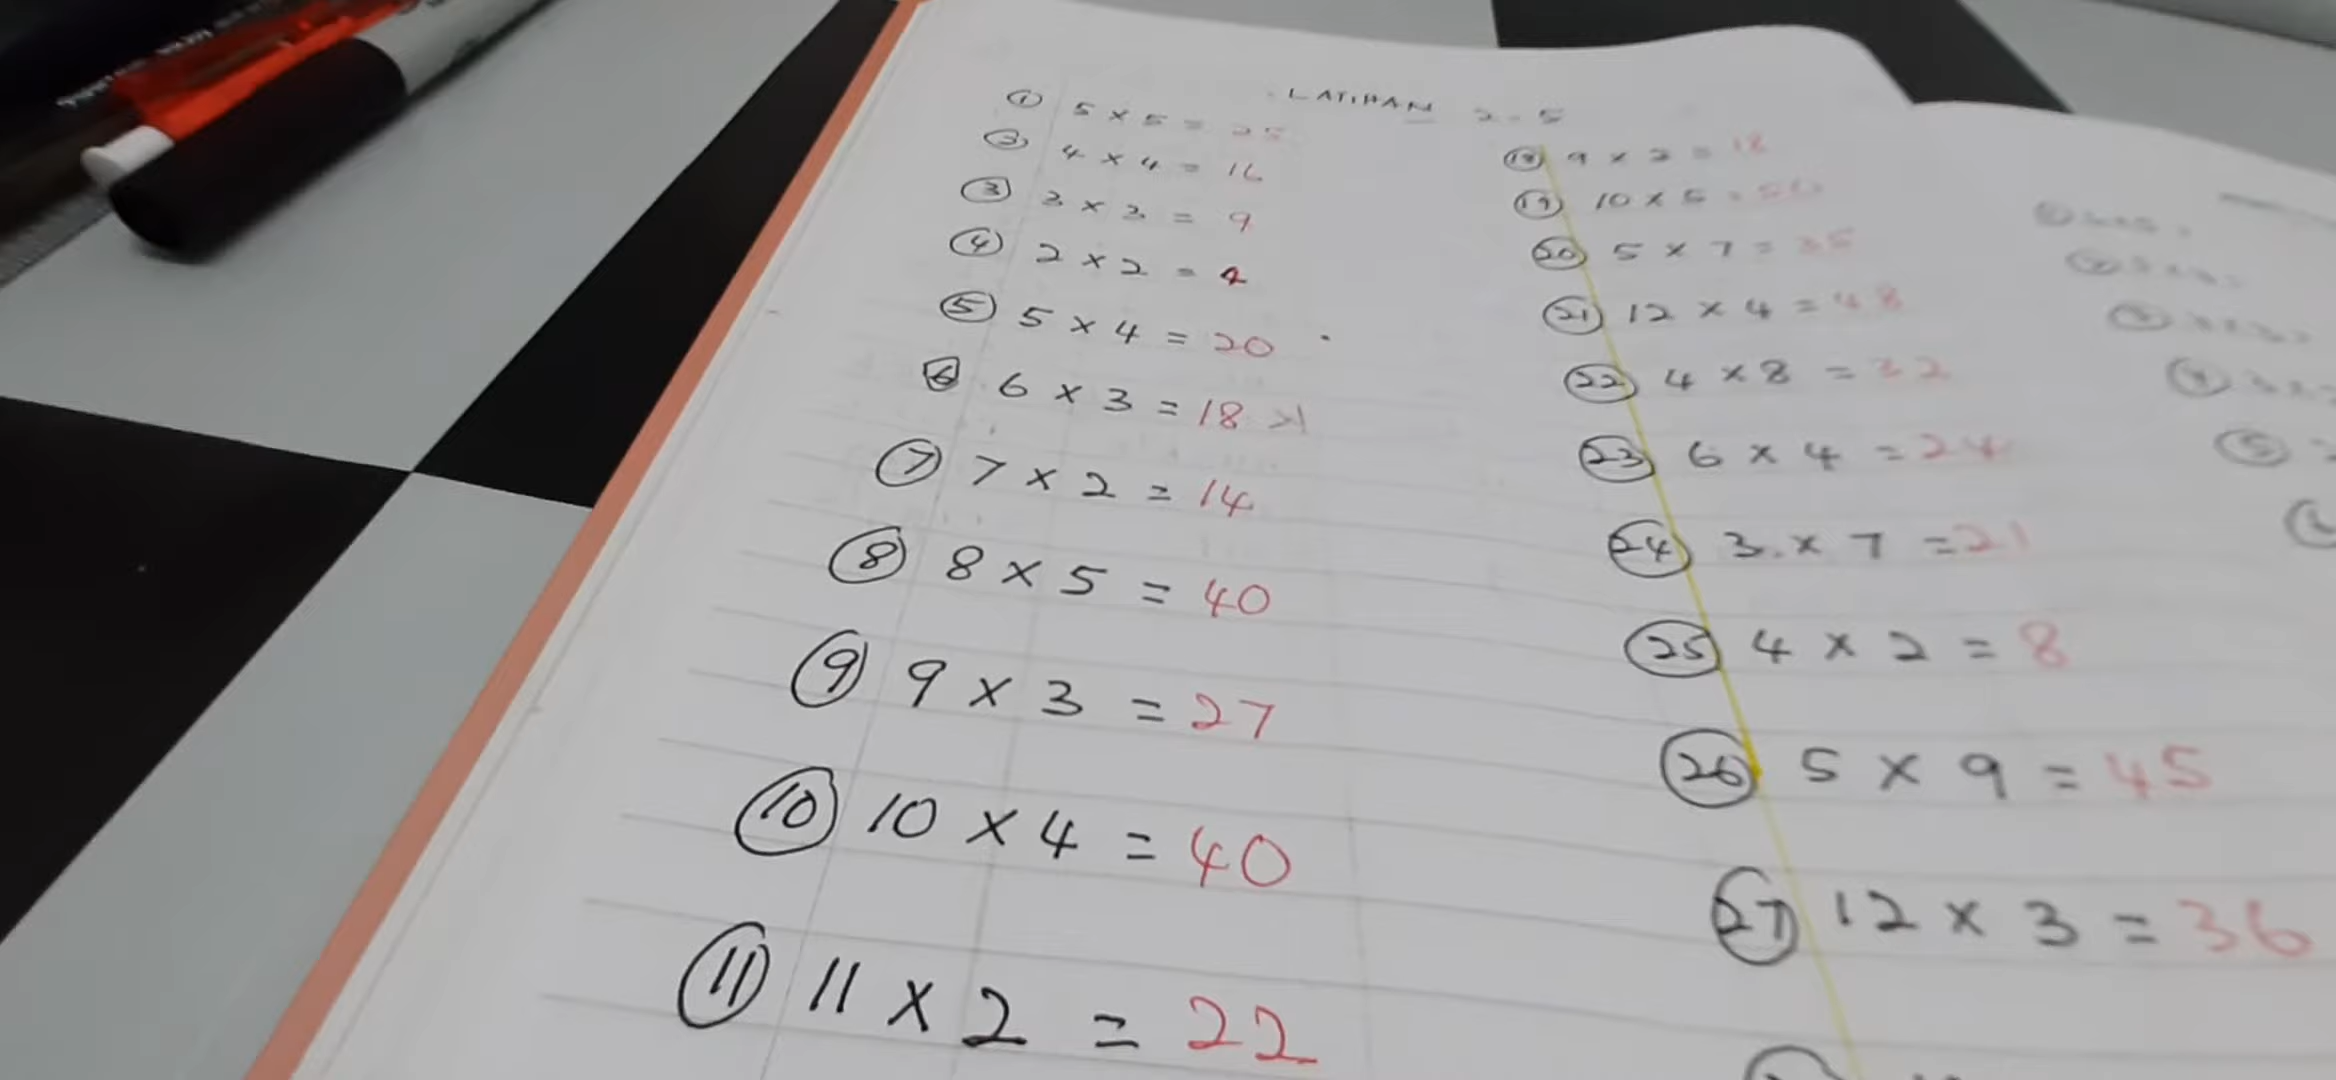 LATIHAN 2-5
① 5 x 5 = 25
② 4 x 4 = 16
③ 3 x 3 = 9
④ 2 x 2 = 4
⑤ 5 x 4 = 20
⑥ 6 x 3 = 18
⑦ 7 x 2 = 14
⑧ 8 x 5 = 40
⑨ 9 x 3 = 27
⑩ 10 x 4 = 40
⑪ 11 x 2 = 22
⑱ 9 x 2 = 18
⑲ 10 x 5 = 50
⑳ 5 x 7 = 35
㉑ 12 x 4 = 48
㉒ 4 x 8 = 32
㉓ 6 x 4 = 24
㉔ 3 x 7 = 21
㉕ 4 x 2 = 8
㉖ 5 x 9 = 45
㉗ 12 x 3 = 36